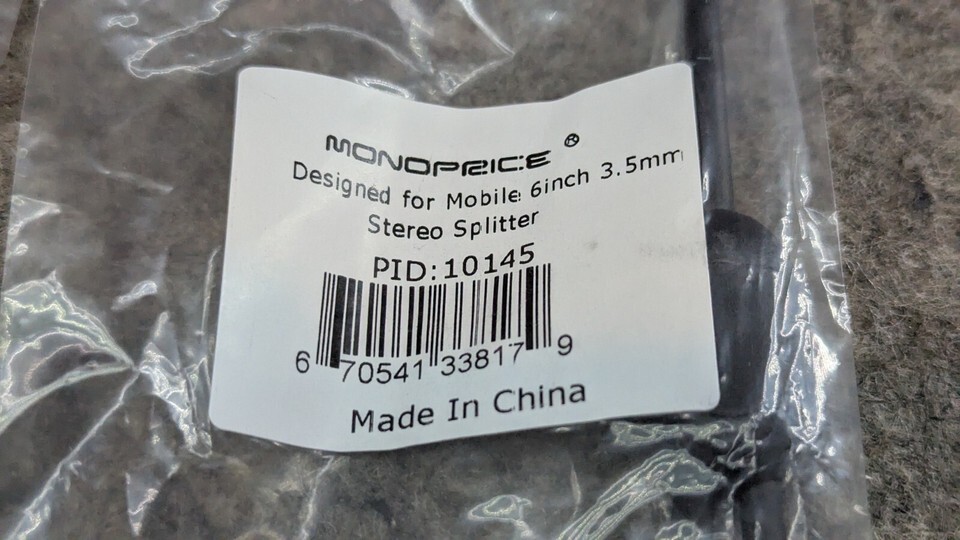 MONOPRICE ®
Designed for Mobile 6inch 3.5mm
Stereo Splitter
PID:10145
6 70541 33817 9
Made In China